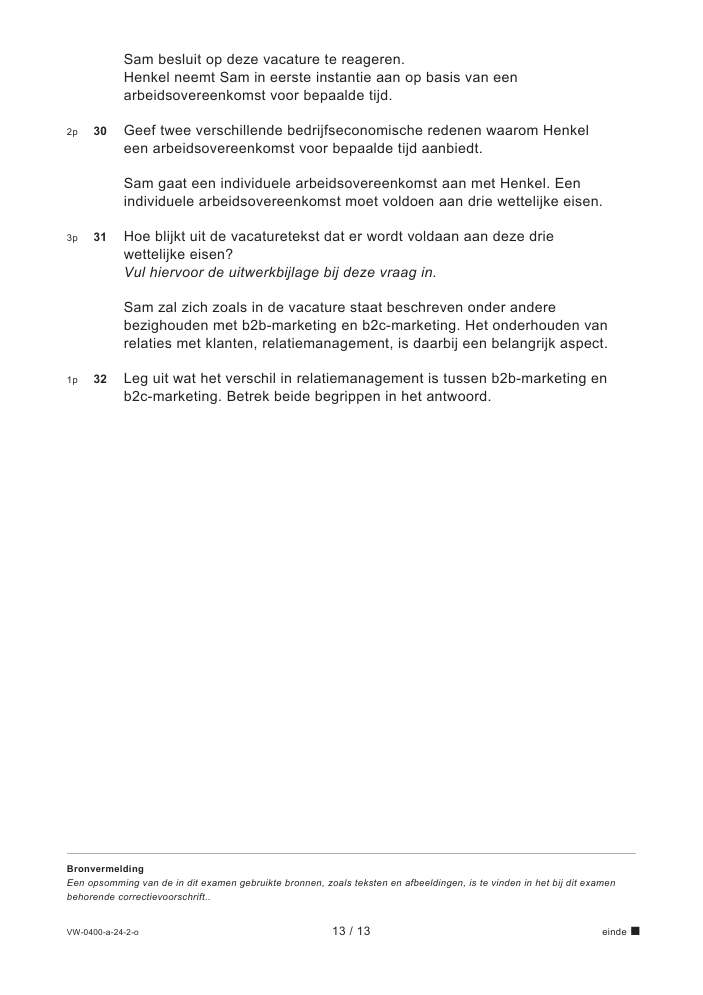 Sam besluit op deze vacature te reageren.
Henkel neemt Sam in eerste instantie aan op basis van een
arbeidsovereenkomst voor bepaalde tijd.
2p 30 Geef twee verschillende bedrijfseconomische redenen waarom Henkel
een arbeidsovereenkomst voor bepaalde tijd aanbiedt.
Sam gaat een individuele arbeidsovereenkomst aan met Henkel. Een
individuele arbeidsovereenkomst moet voldoen aan drie wettelijke eisen.
3p 31 Hoe blijkt uit de vacaturetekst dat er wordt voldaan aan deze drie
wettelijke eisen?
Vul hiervoor de uitwerkbijlage bij deze vraag in.
Sam zal zich zoals in de vacature staat beschreven onder andere
bezighouden met b2b-marketing en b2c-marketing. Het onderhouden van
relaties met klanten, relatiemanagement, is daarbij een belangrijk aspect.
1p 32 Leg uit wat het verschil in relatiemanagement is tussen b2b-marketing en
b2c-marketing. Betrek beide begrippen in het antwoord.
Bronvermelding
Een opsomming van de in dit examen gebruikte bronnen, zoals teksten en afbeeldingen, is te vinden in het bij dit examen
behorende correctievoorschrift..
VW-0400-a-24-2-o 13 / 13 einde ■